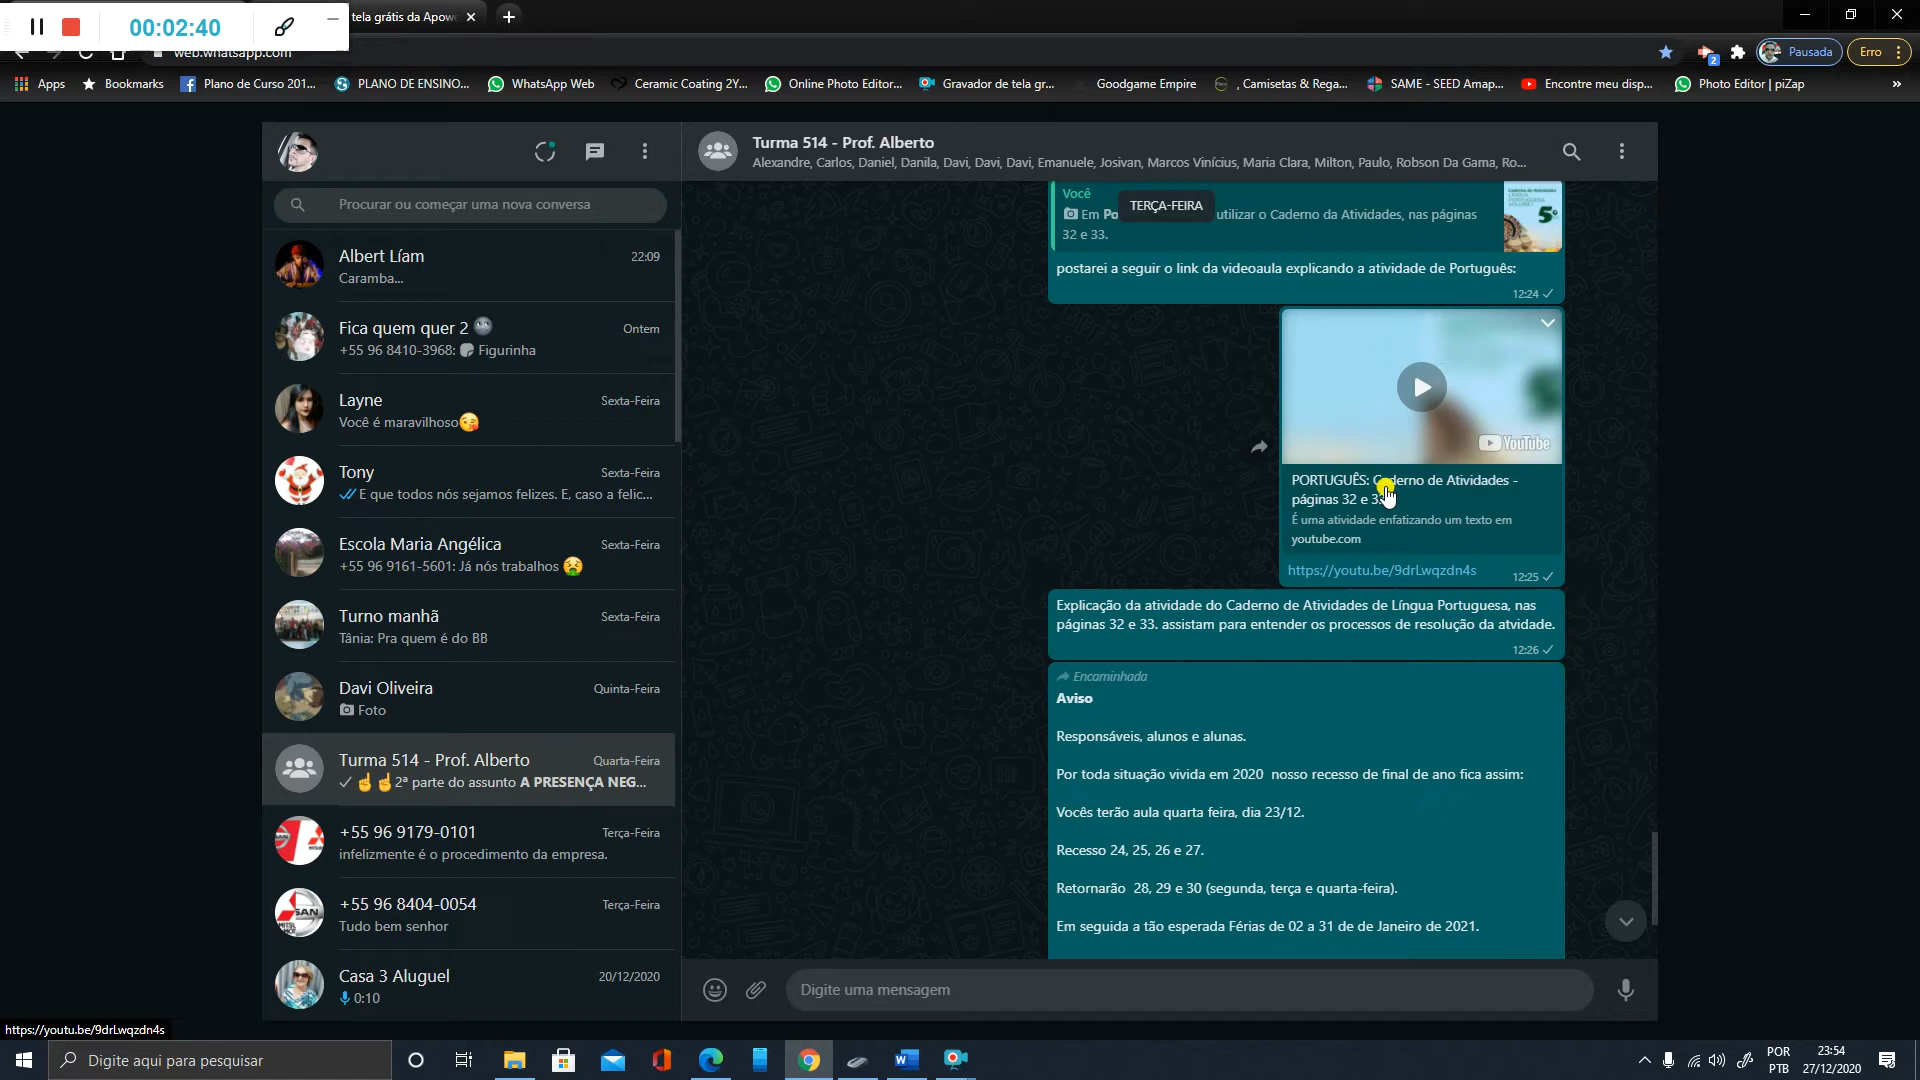 00:02:40
tela grátis da Apowe
web.whatsapp.com
2
Pausada
Erro
Apps
Bookmarks
Plano de Curso 201...
PLANO DE ENSINO...
WhatsApp Web
Ceramic Coating 2Y...
Online Photo Editor...
Gravador de tela gr...
Goodgame Empire
, Camisetas & Rega...
SAME - SEED Amap...
Encontre meu disp...
Photo Editor | piZap
»
Procurar ou começar uma nova conversa
Albert Líam
22:09
Caramba...
Fica quem quer 2
Ontem
+55 96 8410-3968: Figurinha
Layne
Sexta-Feira
Você é maravilhoso
Tony
Sexta-Feira
E que todos nós sejamos felizes. E, caso a felic...
Escola Maria Angélica
Sexta-Feira
+55 96 9161-5601: Já nós trabalhos
Turno manhã
Sexta-Feira
Tânia: Pra quem é do BB
Davi Oliveira
Quinta-Feira
Foto
Turma 514 - Prof. Alberto
Quarta-Feira
2ª parte do assunto A PRESENÇA NEG...
+55 96 9179-0101
Terça-Feira
infelizmente é o procedimento da empresa.
+55 96 8404-0054
Terça-Feira
Tudo bem senhor
Casa 3 Aluguel
20/12/2020
0:10
Turma 514 - Prof. Alberto
Alexandre, Carlos, Daniel, Danila, Davi, Davi, Davi, Emanuele, Josivan, Marcos Vinícius, Maria Clara, Milton, Paulo, Robson Da Gama, Ro...
Você
TERÇA-FEIRA
Em Po utilizar o Caderno da Atividades, nas páginas
32 e 33.
5º
postarei a seguir o link da videoaula explicando a atividade de Português:
12:24
YouTube
PORTUGUÊS: Caderno de Atividades -
páginas 32 e 33
É uma atividade enfatizando um texto em
youtube.com
https://youtu.be/9drLwqzdn4s
12:25
Explicação da atividade do Caderno de Atividades de Língua Portuguesa, nas
páginas 32 e 33. assistam para entender os processos de resolução da atvidade.
12:26
Encaminhada
Aviso
Responsáveis, alunos e alunas.
Por toda situação vivida em 2020 nosso recesso de final de ano fica assim:
Vocês terão aula quarta feira, dia 23/12.
Recesso 24, 25, 26 e 27.
Retornarão 28, 29 e 30 (segunda, terça e quarta-feira).
Em seguida a tão esperada Férias de 02 a 31 de de Janeiro de 2021.
Digite uma mensagem
https://youtu.be/9drLwqzdn4s
Digite aqui para pesquisar
POR
PTB
23:54
27/12/2020